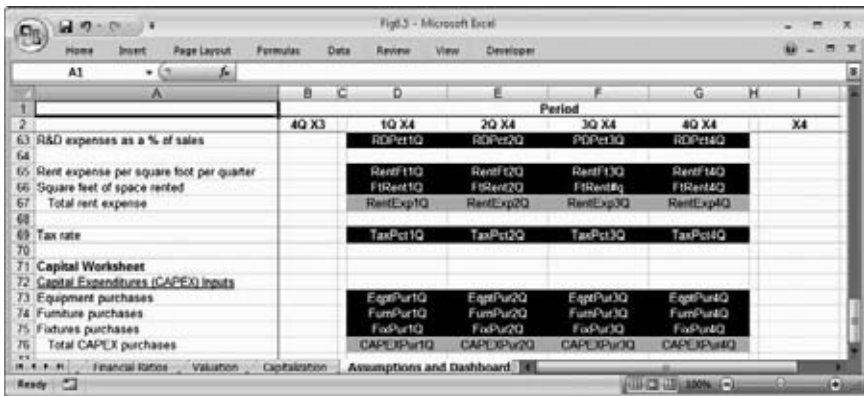 Fig6.3 - Microsoft Excel
Home Insert Page Layout Formulas Data Review View Developer
A1 fx
A B C D E F G H I
1 Period
2 4Q X3 1Q X4 2Q X4 3Q X4 4Q X4 X4
63 R&D expenses as a % of sales RDPct1Q RDPct2Q PDPct3Q RDPct4Q
64
65 Rent expense per square foot per quarter RentFt1Q RentFt2Q RentFt3Q RentFt4Q
66 Square feet of space rented FtRent1Q FtRent2Q FtRent#q FtRent4Q
67 Total rent expense RentExp1Q RentExp2Q RentExp3Q RentExp4Q
68
69 Tax rate TaxPct1Q TaxPct2Q TaxPct3Q TaxPct4Q
70
71 Capital Worksheet
72 Capital Expenditures (CAPEX) Inputs
73 Equipment purchases EqptPur1Q EqptPur2Q EqptPur3Q EqptPur4Q
74 Furniture purchases FurnPur1Q FurnPur2Q FurnPur3Q FurnPur4Q
75 Fixtures purchases FixPur1Q FixPur2Q FixPur3Q FixPur4Q
76 Total CAPEX purchases CAPEXPur1Q CAPEXPur2Q CAPEXPur3Q CAPEXPur4Q
Financial Ratios Valuation Capitalization Assumptions and Dashboard
Ready 100%